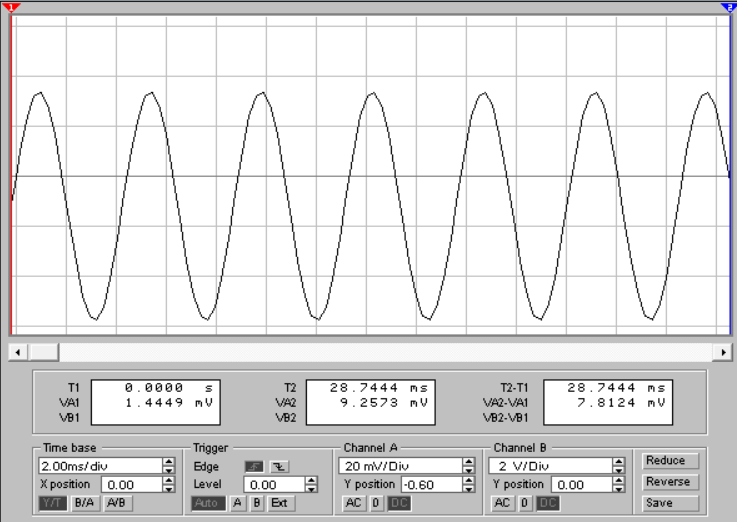 1 2
T1 0.0000 s T2 28.7444 ms T2-T1 28.7444 ms
VA1 1.4449 mV VA2 9.2573 mV VA2-VA1 7.8124 mV
VB1 VB2 VB2-VB1
Time base Trigger Channel A Channel B
2.00ms/div Edge 20 mV/Div 2 V/Div Reduce
X position 0.00 Level 0.00 Y position -0.60 Y position 0.00 Reverse
Y/T B/A A/B Auto A B Ext AC 0 DC AC 0 DC Save